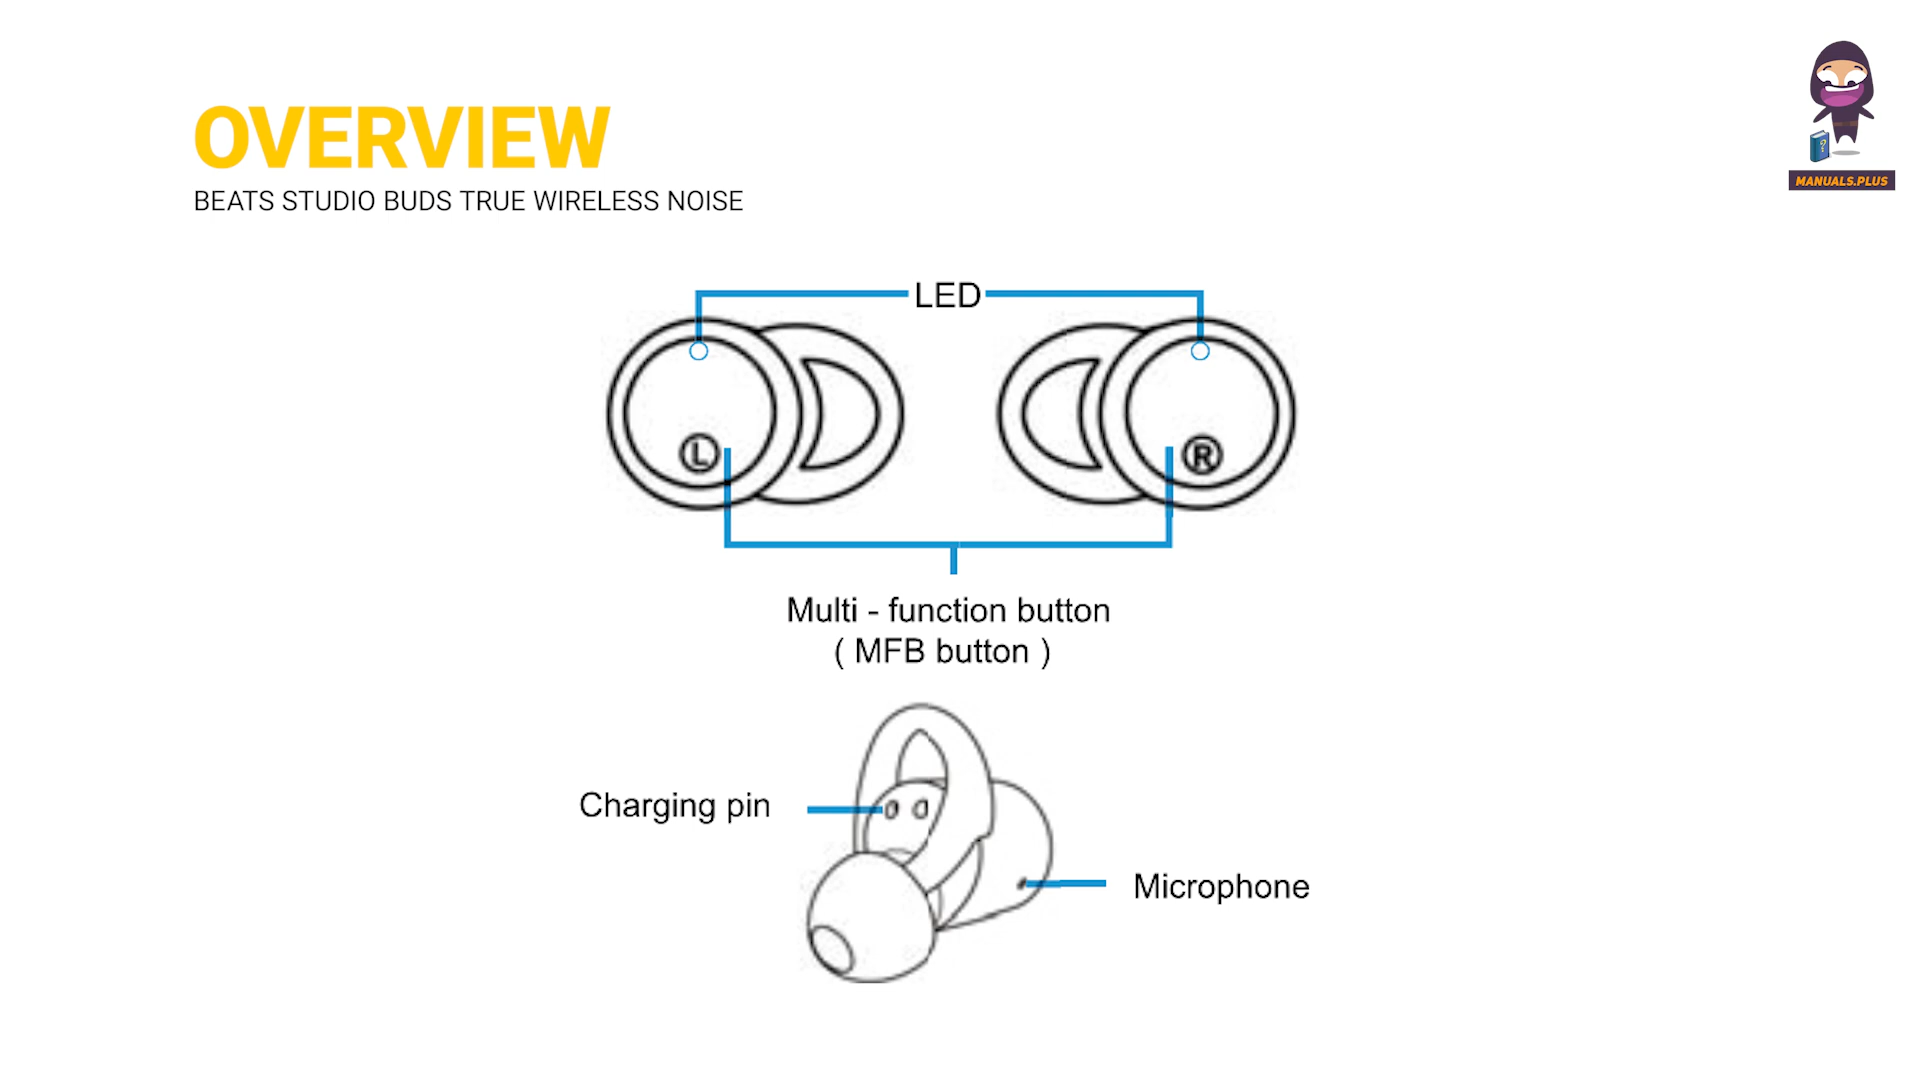 OVERVIEW
BEATS STUDIO BUDS TRUE WIRELESS NOISE
?
MANUALS.PLUS
LED
L
R
Multi - function button
( MFB button )
Charging pin
Microphone